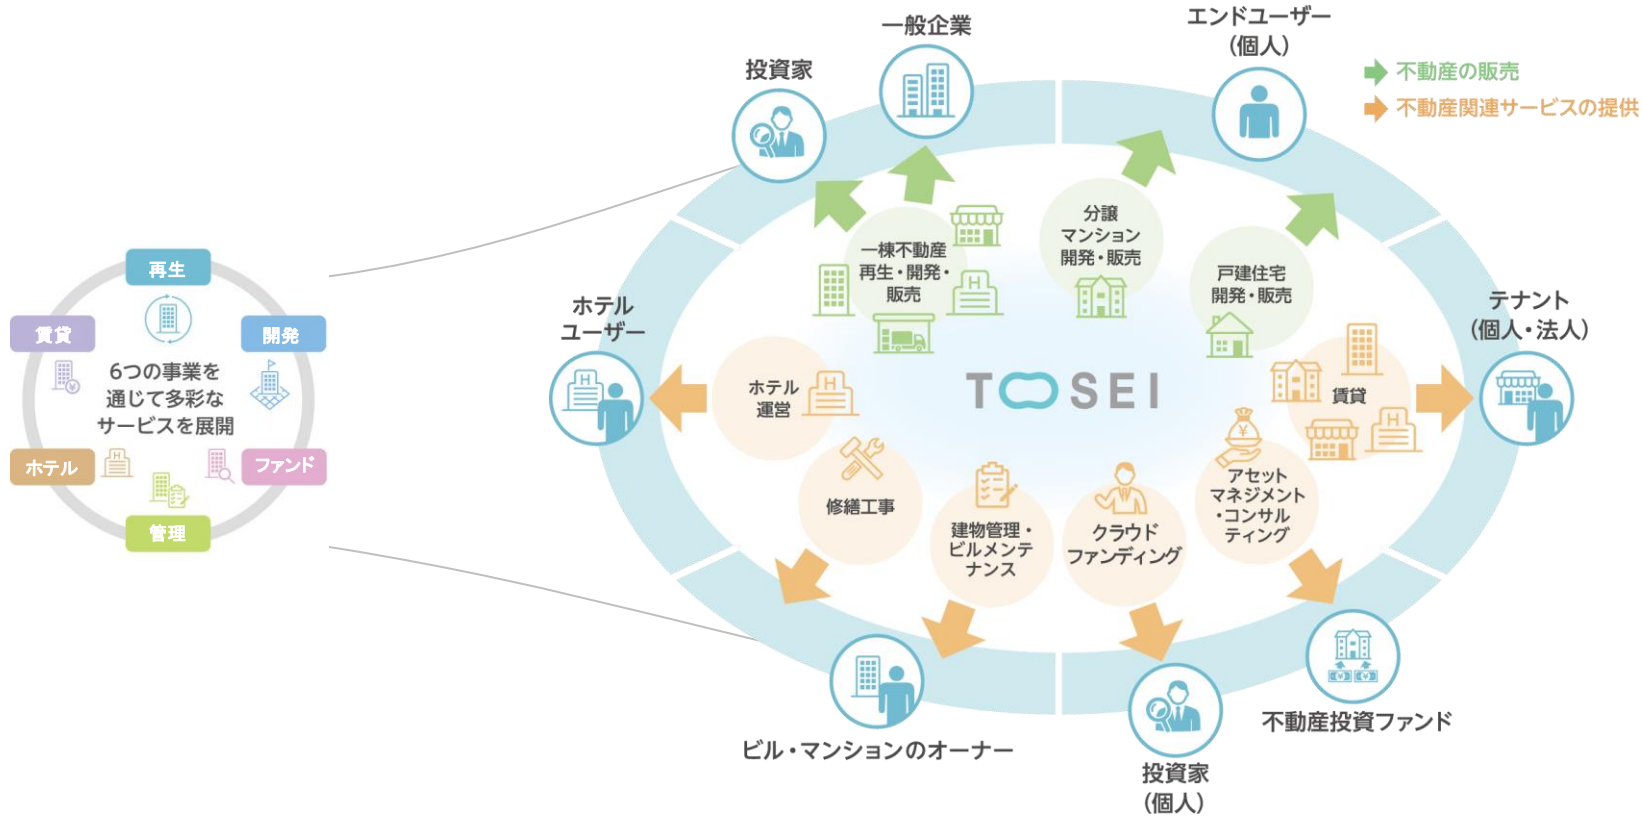 再生
賃貸
開発
6つの事業を
通じて多彩な
サービスを展開
ホテル
ファンド
管理
投資家
一般企業
エンドユーザー
(個人)
不動産の販売
不動産関連サービスの提供
一棟不動産
再生・開発・
販売
分譲
マンション
開発・販売
戸建住宅
開発・販売
ホテル
ユーザー
テナント
(個人・法人)
ホテル
運営
TOSEI
賃貸
修繕工事
建物管理・
ビルメンテ
ナンス
クラウド
ファンディング
アセット
マネジメント
・コンサル
ティング
ビル・マンションのオーナー
投資家
(個人)
不動産投資ファンド